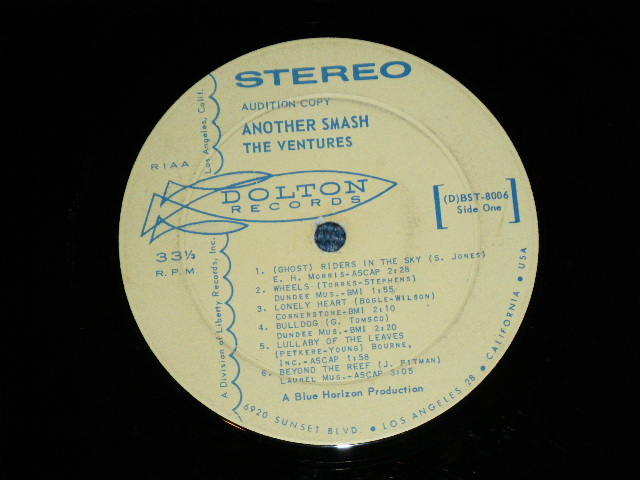 STEREO
AUDITION COPY
ANOTHER SMASH
THE VENTURES
Los Angeles, Calif.
RIAA
DOLTON
RECORDS
[(D)BST-8006
Side One]
33⅓
R.P.M.
A Division of Liberty Records, Inc.
1. (GHOST) RIDERS IN THE SKY (S. JONES)
E. H. MORRIS-ASCAP 2:28
2. WHEELS (TORRES-STEPHENS)
DUNDEE MUS.-BMI 1:55
3. LONELY HEART (BOGLE-WILSON)
CORNERSTONE-BMI 2:10
4. BULLDOG (G. TOMSCO)
DUNDEE MUS.-BMI 2:20
5. LULLABY OF THE LEAVES
(PETKERE-YOUNG) BOURNE,
INC.-ASCAP 1:58
6. BEYOND THE REEF (J. PITMAN)
LAUREL MUS.-ASCAP 3:05
A Blue Horizon Production
6920 SUNSET BLVD. • LOS ANGELES 28 • CALIFORNIA • USA